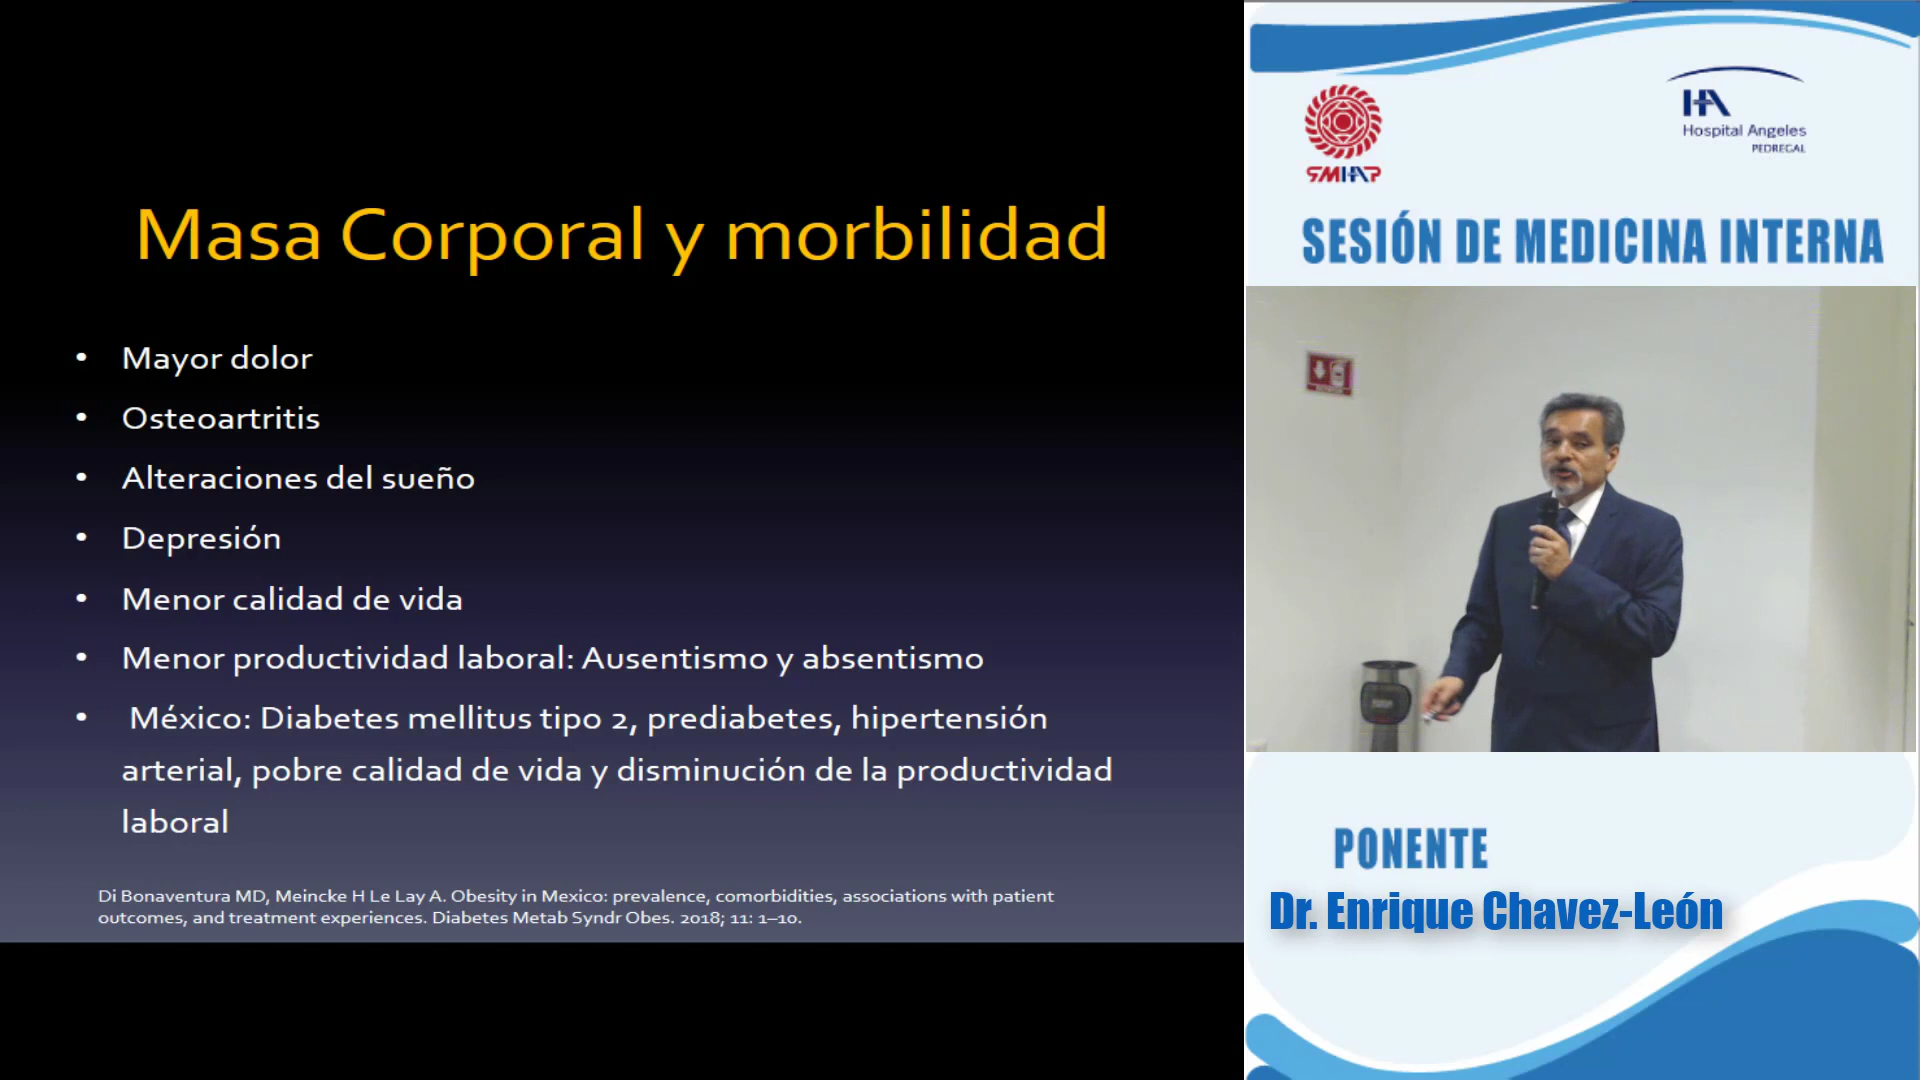 Masa Corporal y morbilidad
• Mayor dolor
• Osteoartritis
• Alteraciones del sueño
• Depresión
• Menor calidad de vida
• Menor productividad laboral: Ausentismo y absentismo
• México: Diabetes mellitus tipo 2, prediabetes, hipertensión
arterial, pobre calidad de vida y disminución de la productividad
laboral
Di Bonaventura MD, Meincke H Le Lay A. Obesity in Mexico: prevalence, comorbidities, associations with patient
outcomes, and treatment experiences. Diabetes Metab Syndr Obes. 2018; 11: 1–10.
SMHAP
HA
Hospital Angeles
PEDREGAL
SESIÓN DE MEDICINA INTERNA
PONENTE
Dr. Enrique Chavez-León